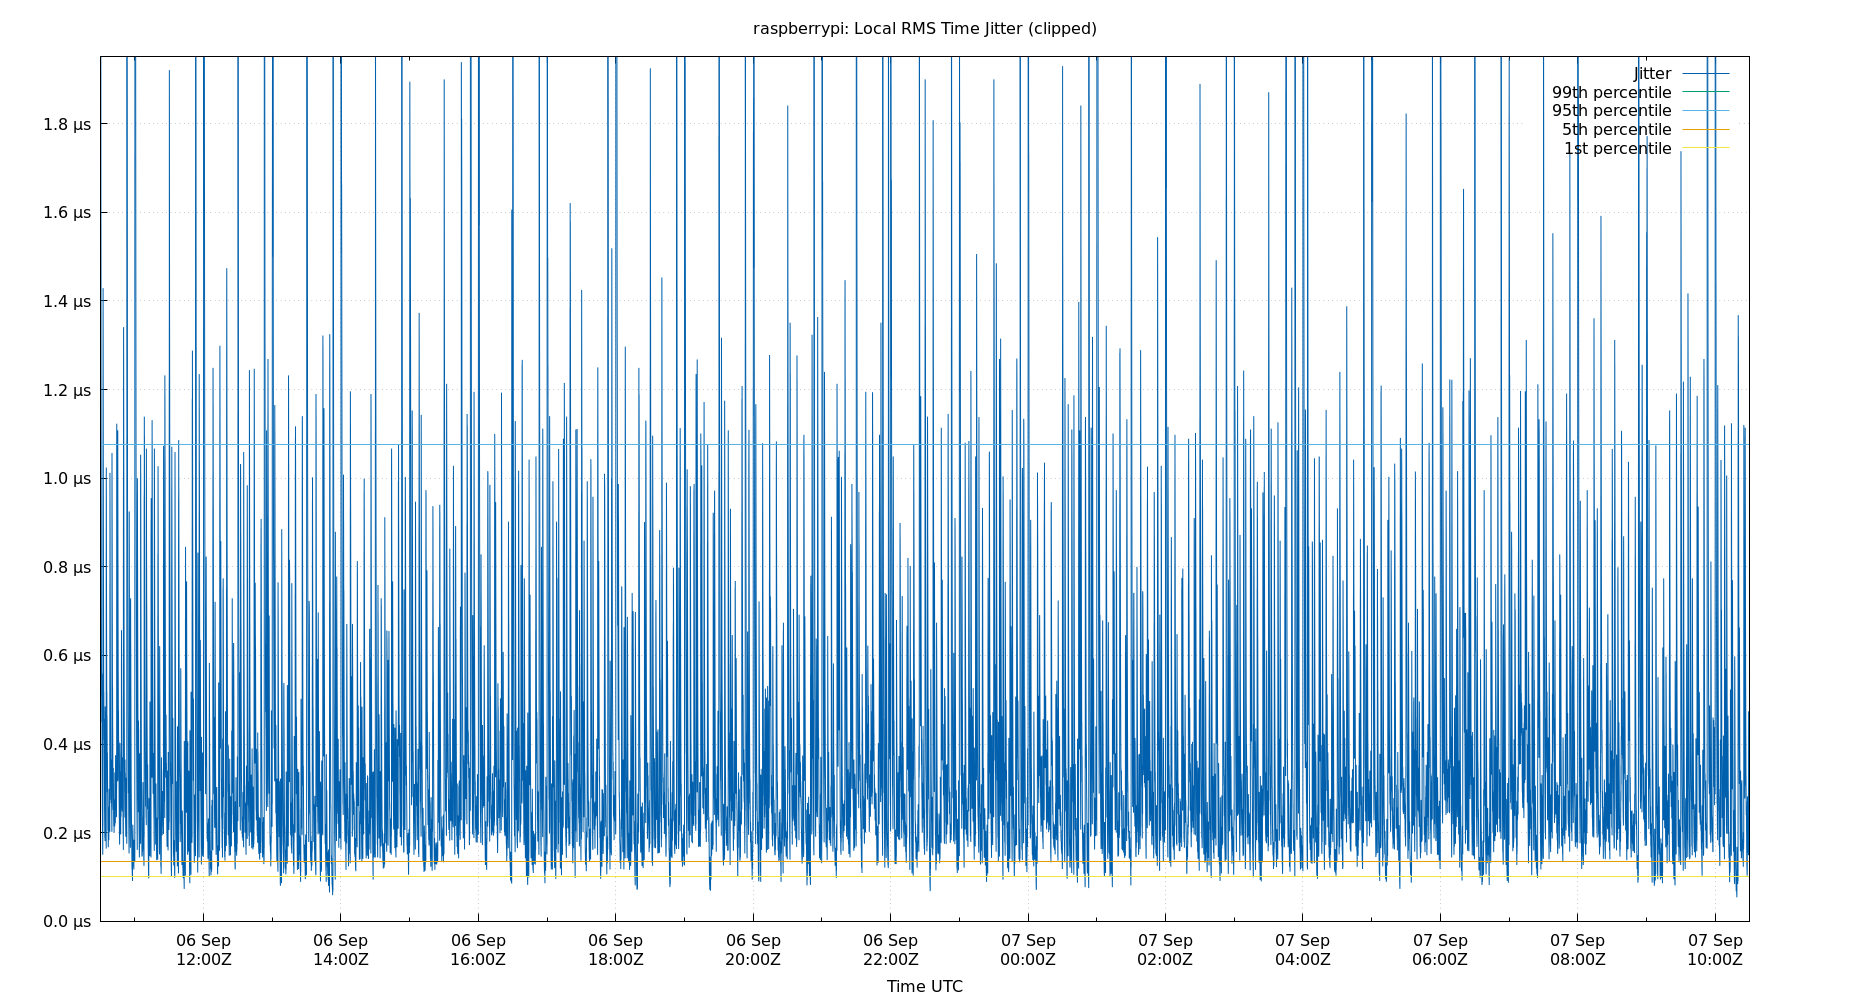 raspberrypi: Local RMS Time Jitter (clipped)
Jitter
99th percentile
95th percentile
5th percentile
1st percentile
1.8 µs
1.6 µs
1.4 µs
1.2 µs
1.0 µs
0.8 µs
0.6 µs
0.4 µs
0.2 µs
0.0 µs
06 Sep 06 Sep 06 Sep 06 Sep 06 Sep 06 Sep 07 Sep 07 Sep 07 Sep 07 Sep 07 Sep 07 Sep
12:00Z 14:00Z 16:00Z 18:00Z 20:00Z 22:00Z 00:00Z 02:00Z 04:00Z 06:00Z 08:00Z 10:00Z
Time UTC